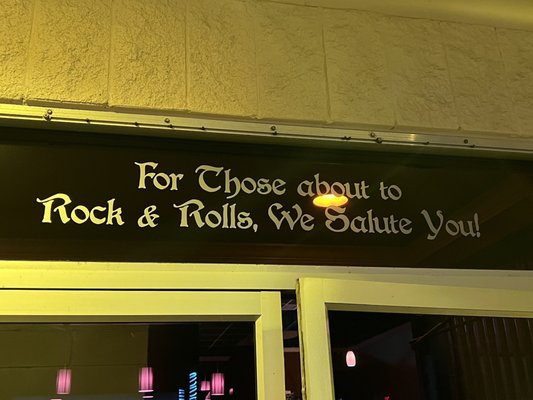 For Those about to
Rock & Rolls, We Salute You!